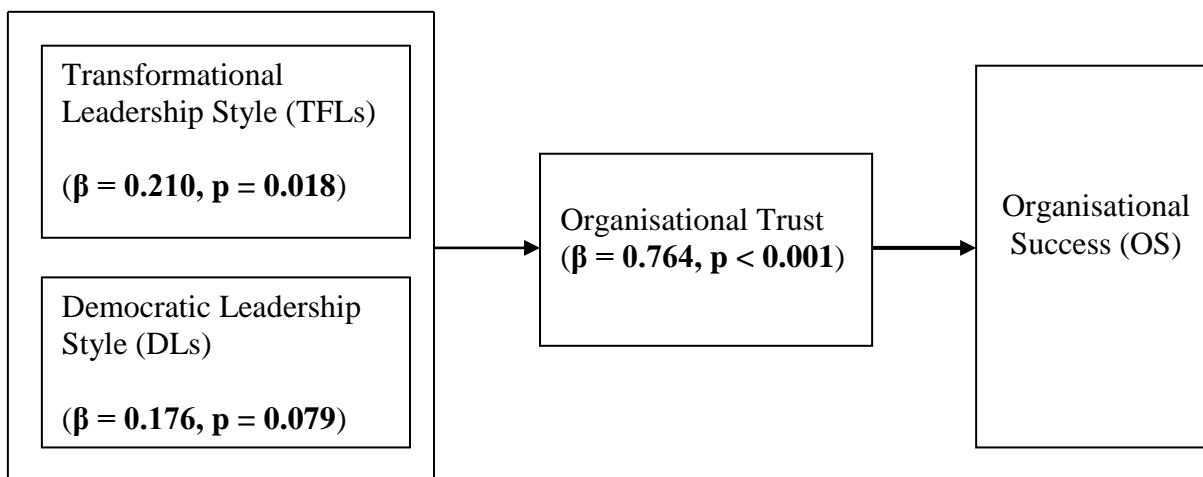 Transformational
Leadership Style (TFLs)
(β = 0.210, p = 0.018)
Democratic Leadership
Style (DLs)
(β = 0.176, p = 0.079)
Organisational Trust
(β = 0.764, p < 0.001)
Organisational
Success (OS)